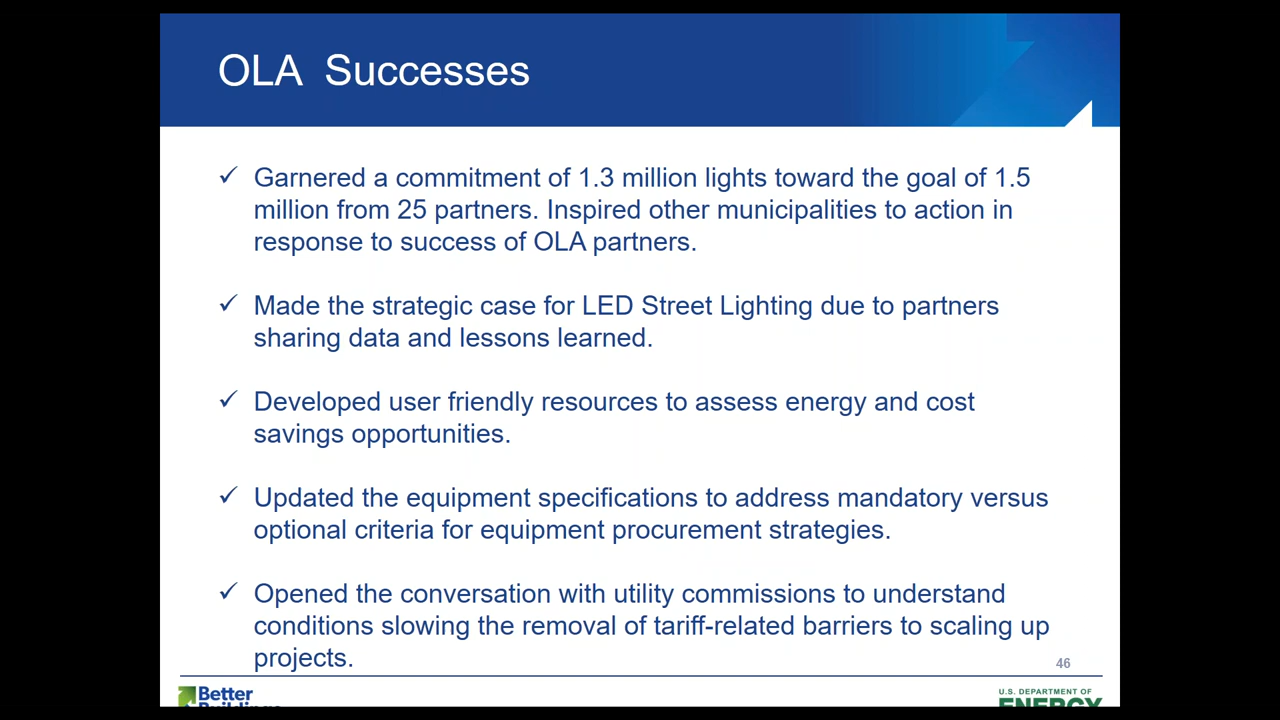 OLA  Successes
✓ Garnered a commitment of 1.3 million lights toward the goal of 1.5
million from 25 partners. Inspired other municipalities to action in
response to success of OLA partners.
✓ Made the strategic case for LED Street Lighting due to partners
sharing data and lessons learned.
✓ Developed user friendly resources to assess energy and cost
savings opportunities.
✓ Updated the equipment specifications to address mandatory versus
optional criteria for equipment procurement strategies.
✓ Opened the conversation with utility commissions to understand
conditions slowing the removal of tariff-related barriers to scaling up
projects.
46
Better
Buildings
U.S. DEPARTMENT OF
ENERGY